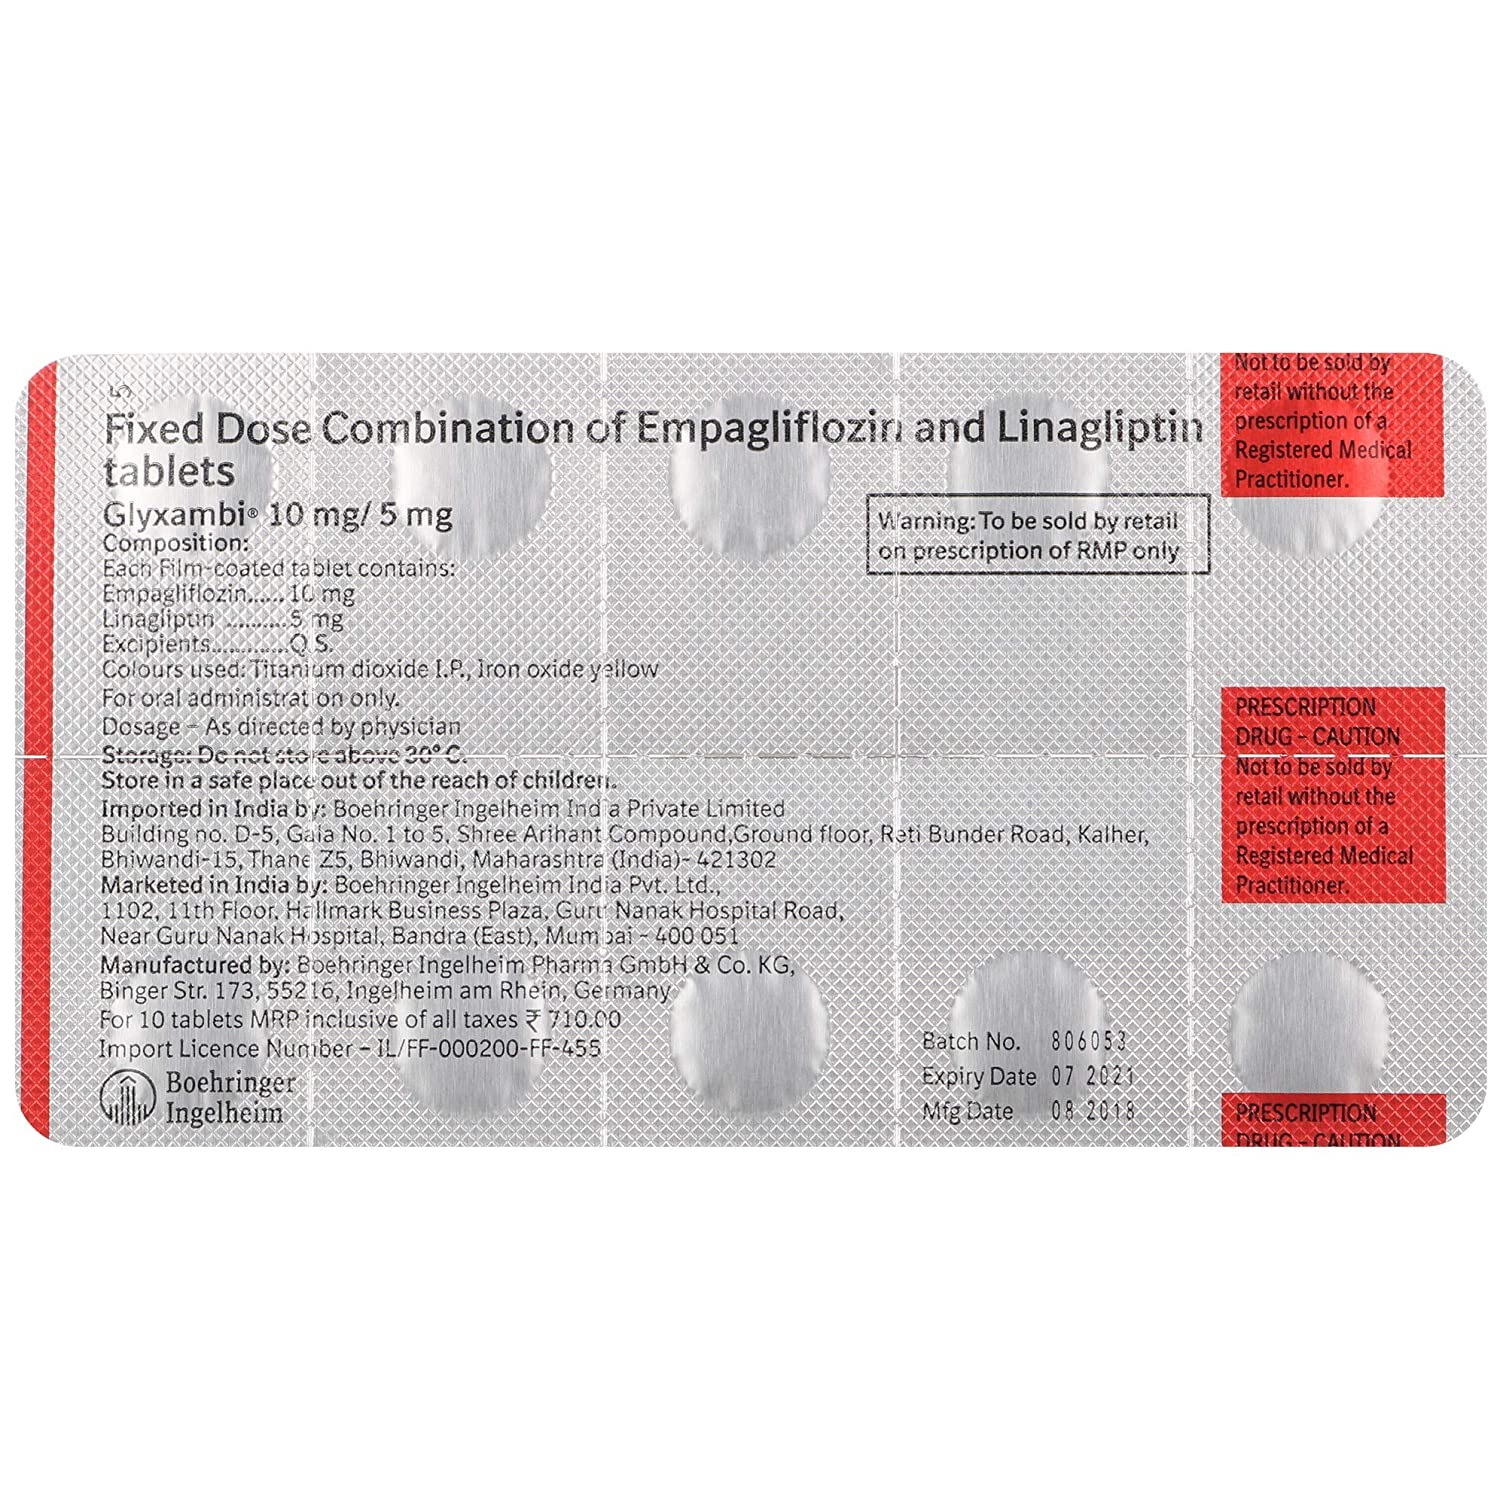 Fixed Dose Combination of Empagliflozin and Linagliptin
tablets
Glyxambi® 10 mg/ 5 mg
Composition:
Each Film-coated tablet contains:
Empagliflozin...... 10 mg
Linagliptin ..........5 mg
Excipients............Q.S.
Colours used: Titanium dioxide I.P., Iron oxide yellow
For oral administration only.
Dosage – As directed by physician
Storage: Do not store above 30° C.
Store in a safe place out of the reach of children.
Imported in India by: Boehringer Ingelheim India Private Limited
Building no. D-5, Gala No. 1 to 5, Shree Arihant Compound,Ground floor, Reti Bunder Road, Kalher,
Bhiwandi-15, Thane Z5, Bhiwandi, Maharashtra (India)- 421302
Marketed in India by: Boehringer Ingelheim India Pvt. Ltd.,
1102, 11th Floor, Hallmark Business Plaza, Guru Nanak Hospital Road,
Near Guru Nanak Hospital, Bandra (East), Mumbai - 400 051
Manufactured by: Boehringer Ingelheim Pharma GmbH & Co. KG,
Binger Str. 173, 55216, Ingelheim am Rhein, Germany
For 10 tablets MRP inclusive of all taxes ₹ 710.00
Import Licence Number – IL/FF-000200-FF-455
Boehringer
Ingelheim
Warning: To be sold by retail
on prescription of RMP only
Batch No. 806053
Expiry Date 07 2021
Mfg Date 08 2018
Not to be sold by
retail without the
prescription of a
Registered Medical
Practitioner.
PRESCRIPTION
DRUG – CAUTION
Not to be sold by
retail without the
prescription of a
Registered Medical
Practitioner.
PRESCRIPTION
DRUG – CAUTION